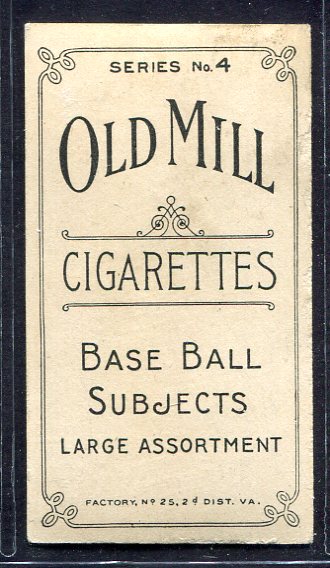 SERIES No. 4
OLD MILL
CIGARETTES
BASE BALL
SUBJECTS
LARGE ASSORTMENT
FACTORY, No 25, 2d DIST. VA.